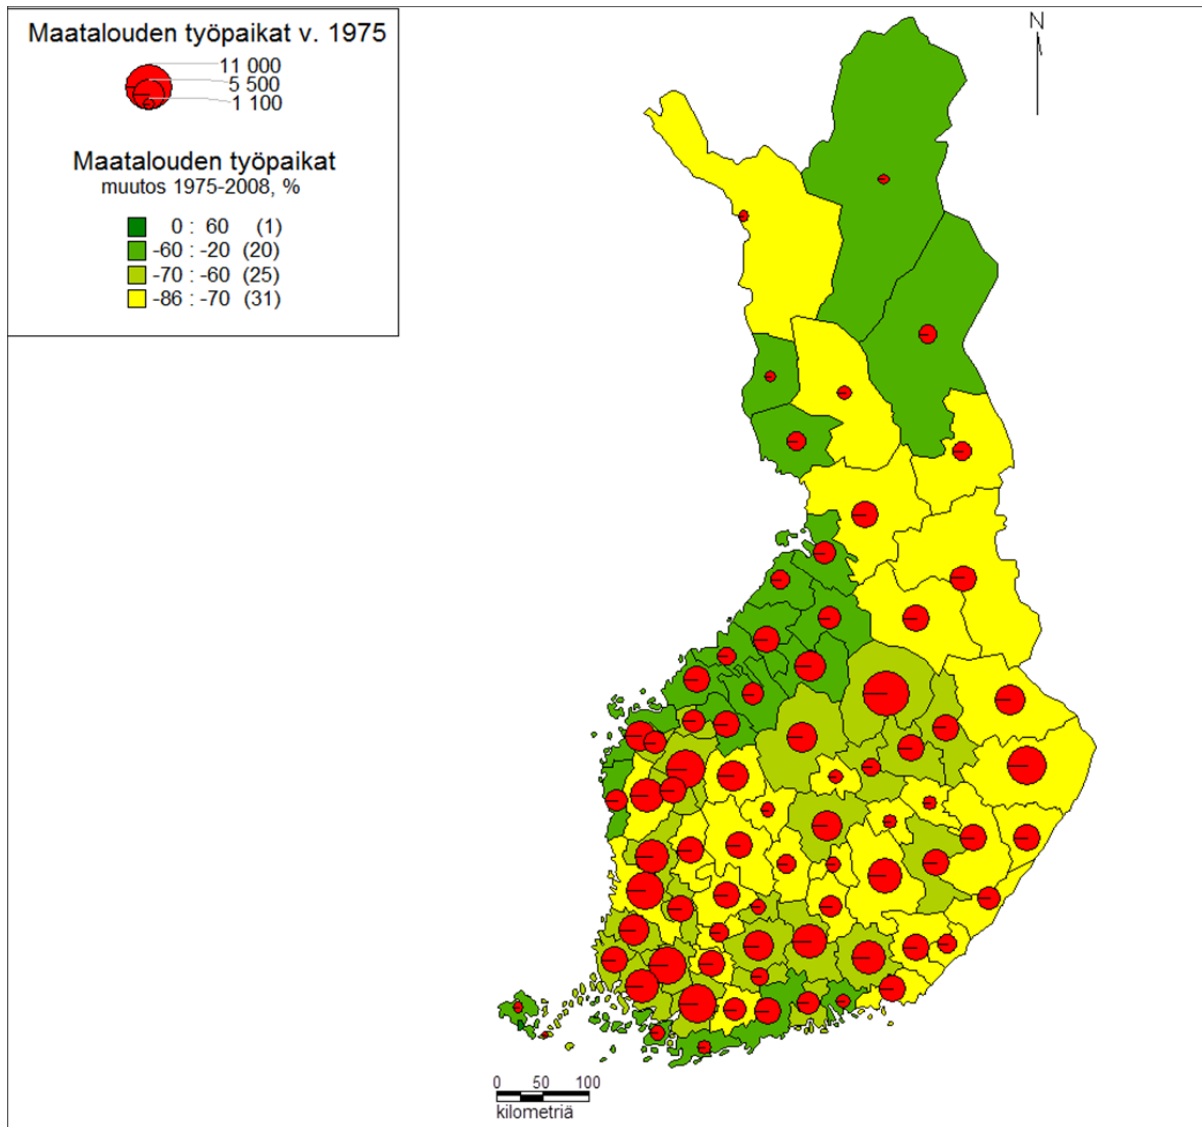 Maatalouden työpaikat v. 1975
11 000
5 500
1 100
Maatalouden työpaikat
muutos 1975-2008, %
0 : 60 (1)
-60 : -20 (20)
-70 : -60 (25)
-86 : -70 (31)
N
0 50 100
kilometriä